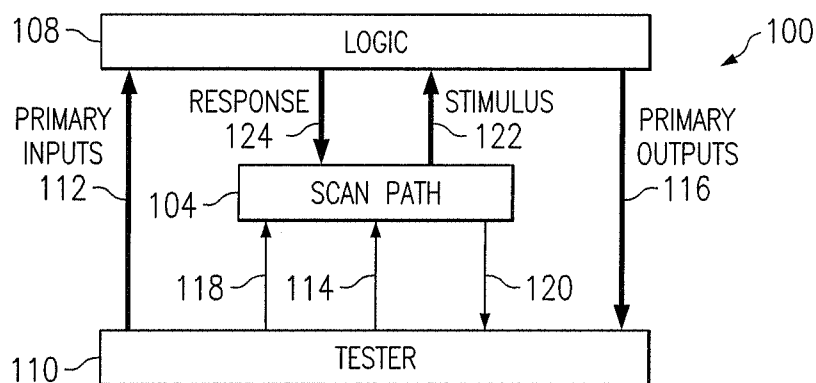 108
LOGIC
100
PRIMARY
INPUTS
112
RESPONSE
124
STIMULUS
122
PRIMARY
OUTPUTS
116
104
SCAN PATH
118
114
120
110
TESTER